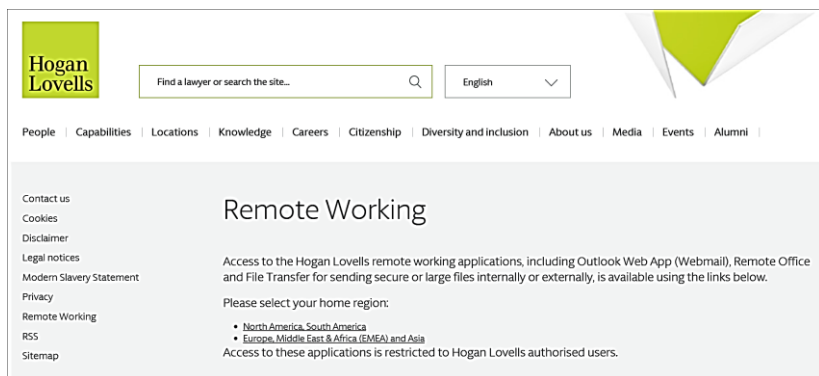 Hogan
Lovells
Find a lawyer or search the site...
English
People | Capabilities | Locations | Knowledge | Careers | Citizenship | Diversity and inclusion | About us | Media | Events | Alumni |
Contact us
Cookies
Disclaimer
Legal notices
Modern Slavery Statement
Privacy
Remote Working
RSS
Sitemap
Remote Working
Access to the Hogan Lovells remote working applications, including Outlook Web App (Webmail), Remote Office
and File Transfer for sending secure or large files internally or externally, is available using the links below.
Please select your home region:
• North America, South America
• Europe, Middle East & Africa (EMEA) and Asia
Access to these applications is restricted to Hogan Lovells authorised users.